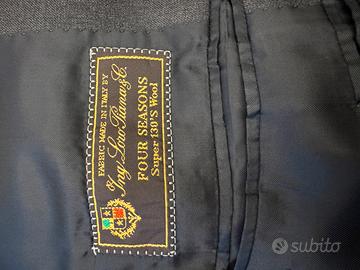 FABRIC MADE IN ITALY BY
Ing. Loro Piana & C.
FOUR SEASONS
Super 130'S Wool
subito